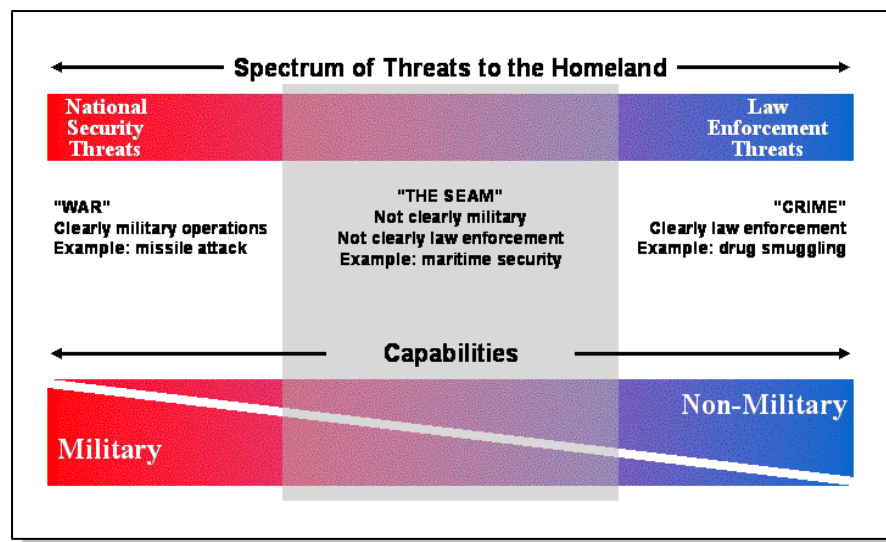 Spectrum of Threats to the Homeland
National
Security
Threats
Law
Enforcement
Threats
"WAR"
Clearly military operations
Example: missile attack
"THE SEAM"
Not clearly military
Not clearly law enforcement
Example: maritime security
"CRIME"
Clearly law enforcement
Example: drug smuggling
Capabilities
Military
Non-Military